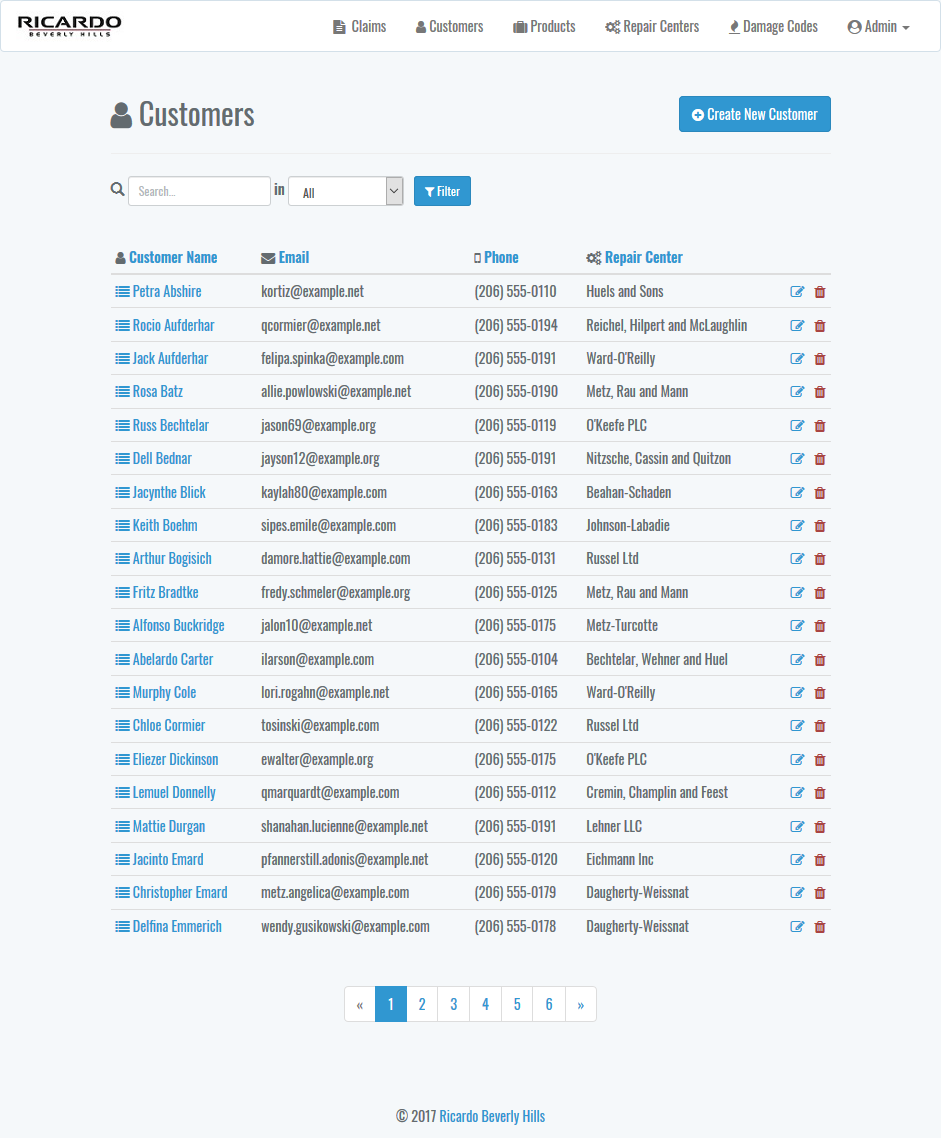 RICARDO
BEVERLY HILLS
Claims Customers Products Repair Centers Damage Codes Admin
Customers
Create New Customer
Search... in All Filter
Customer Name Email Phone Repair Center
Petra Abshire kortiz@example.net (206) 555-0110 Huels and Sons
Rocio Aufderhar qcormier@example.net (206) 555-0194 Reichel, Hilpert and McLaughlin
Jack Aufderhar felipa.spinka@example.com (206) 555-0191 Ward-O'Reilly
Rosa Batz allie.powlowski@example.net (206) 555-0190 Metz, Rau and Mann
Russ Bechtelar jason69@example.org (206) 555-0119 O'Keefe PLC
Dell Bednar jayson12@example.org (206) 555-0191 Nitzsche, Cassin and Quitzon
Jacynthe Blick kaylah80@example.com (206) 555-0163 Beahan-Schaden
Keith Boehm sipes.emile@example.com (206) 555-0183 Johnson-Labadie
Arthur Bogisich damore.hattie@example.com (206) 555-0131 Russel Ltd
Fritz Bradtke fredy.schmeler@example.org (206) 555-0125 Metz, Rau and Mann
Alfonso Buckridge jalon10@example.net (206) 555-0175 Metz-Turcotte
Abelardo Carter ilarson@example.com (206) 555-0104 Bechtelar, Wehner and Huel
Murphy Cole lori.rogahn@example.net (206) 555-0165 Ward-O'Reilly
Chloe Cormier tosinski@example.com (206) 555-0122 Russel Ltd
Eliezer Dickinson ewalter@example.org (206) 555-0175 O'Keefe PLC
Lemuel Donnelly qmarquardt@example.com (206) 555-0112 Cremin, Champlin and Feest
Mattie Durgan shanahan.lucienne@example.net (206) 555-0191 Lehner LLC
Jacinto Emard pfannerstill.adonis@example.net (206) 555-0120 Eichmann Inc
Christopher Emard metz.angelica@example.com (206) 555-0179 Daugherty-Weissnat
Delfina Emmerich wendy.gusikowski@example.com (206) 555-0178 Daugherty-Weissnat
« 1 2 3 4 5 6 »
© 2017 Ricardo Beverly Hills